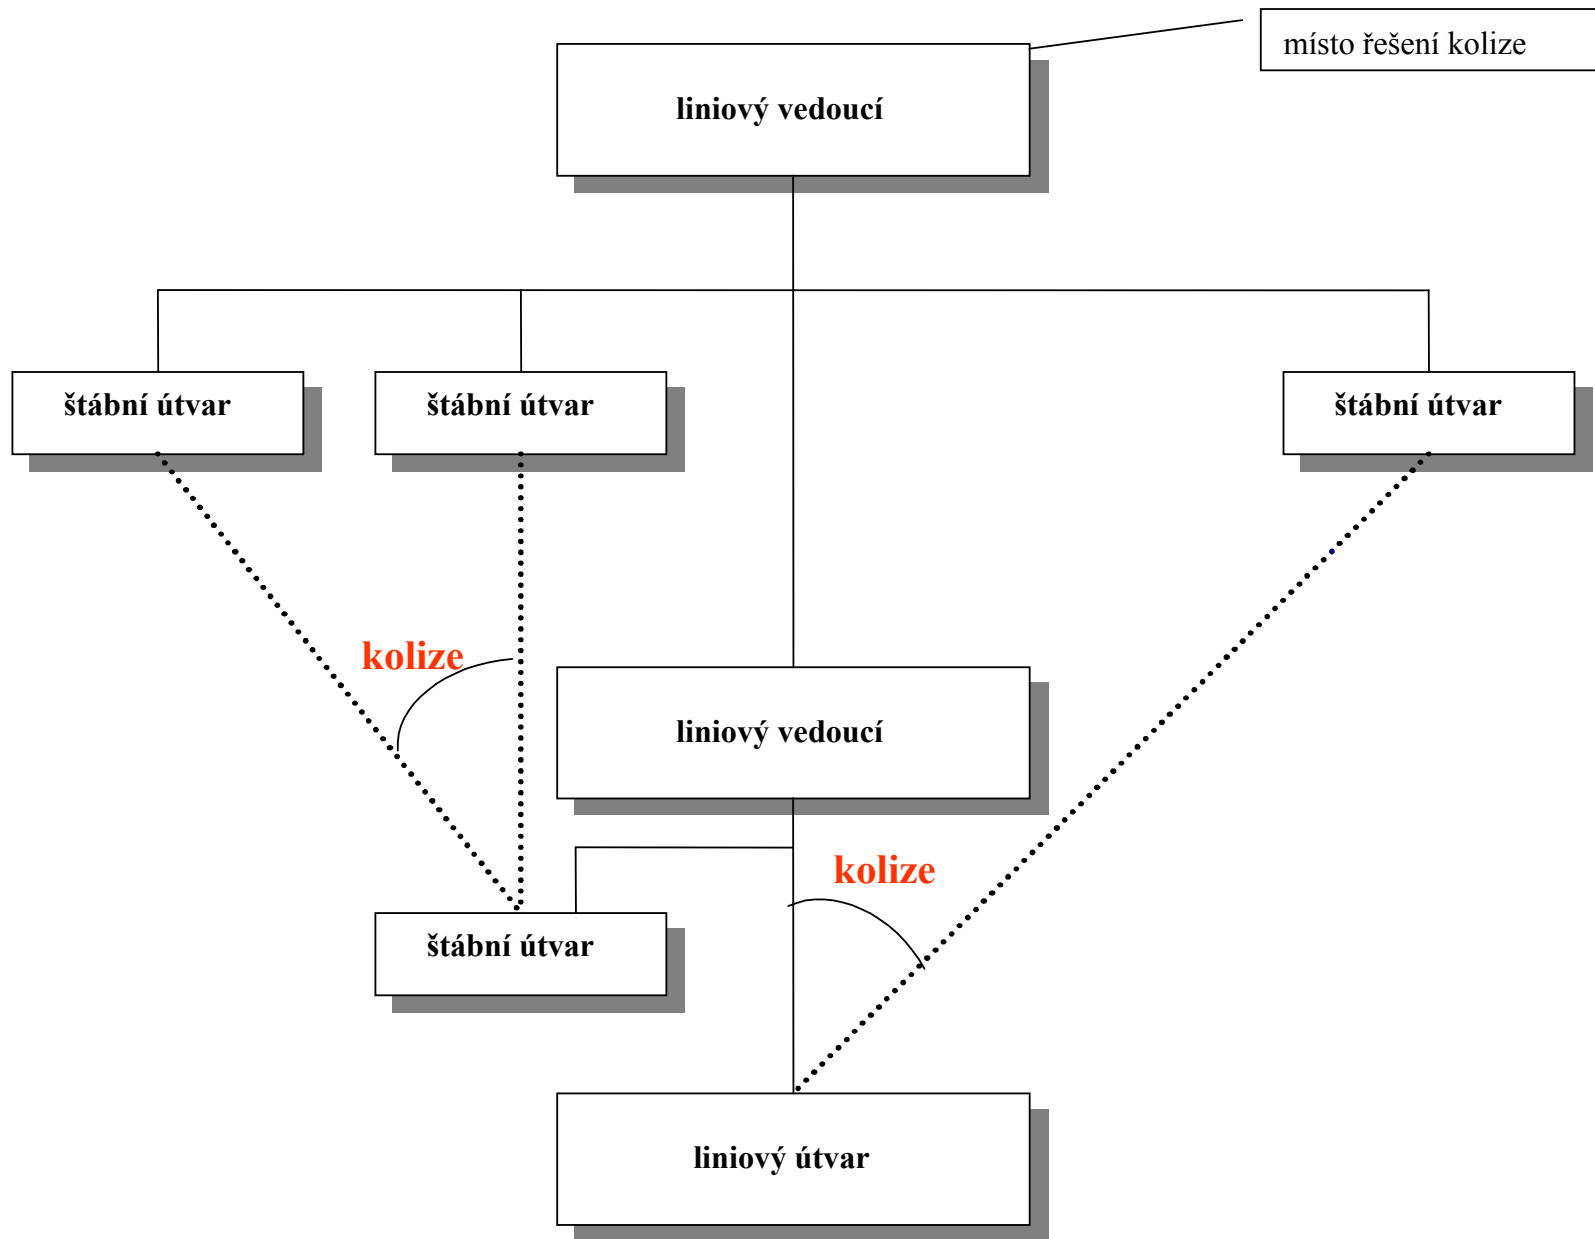 místo řešení kolize
liniový vedoucí
štábní útvar
štábní útvar
štábní útvar
kolize
liniový vedoucí
kolize
štábní útvar
liniový útvar